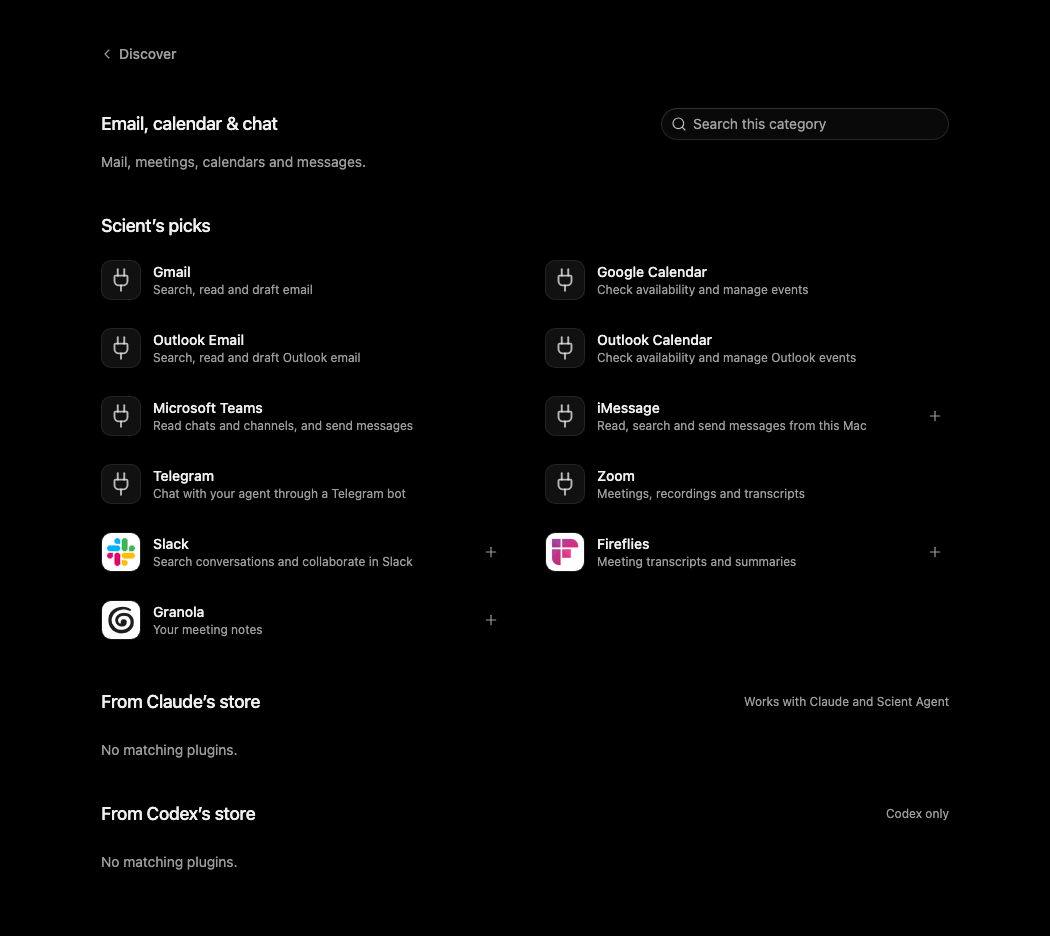 Discover
Email, calendar & chat
Search this category
Mail, meetings, calendars and messages.
Scient’s picks
Gmail
Search, read and draft email
Google Calendar
Check availability and manage events
Outlook Email
Search, read and draft Outlook email
Outlook Calendar
Check availability and manage Outlook events
Microsoft Teams
Read chats and channels, and send messages
iMessage
Read, search and send messages from this Mac
Telegram
Chat with your agent through a Telegram bot
Zoom
Meetings, recordings and transcripts
Slack
Search conversations and collaborate in Slack
Fireflies
Meeting transcripts and summaries
Granola
Your meeting notes
From Claude’s store
Works with Claude and Scient Agent
No matching plugins.
From Codex’s store
Codex only
No matching plugins.